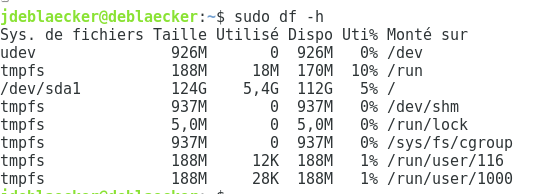 jdeblaecker@deblaecker:~$ sudo df -h
Sys. de fichiers Taille Utilisé Dispo Uti% Monté sur
udev 926M 0 926M 0% /dev
tmpfs 188M 18M 170M 10% /run
/dev/sda1 124G 5,4G 112G 5% /
tmpfs 937M 0 937M 0% /dev/shm
tmpfs 5,0M 0 5,0M 0% /run/lock
tmpfs 937M 0 937M 0% /sys/fs/cgroup
tmpfs 188M 12K 188M 1% /run/user/116
tmpfs 188M 28K 188M 1% /run/user/1000